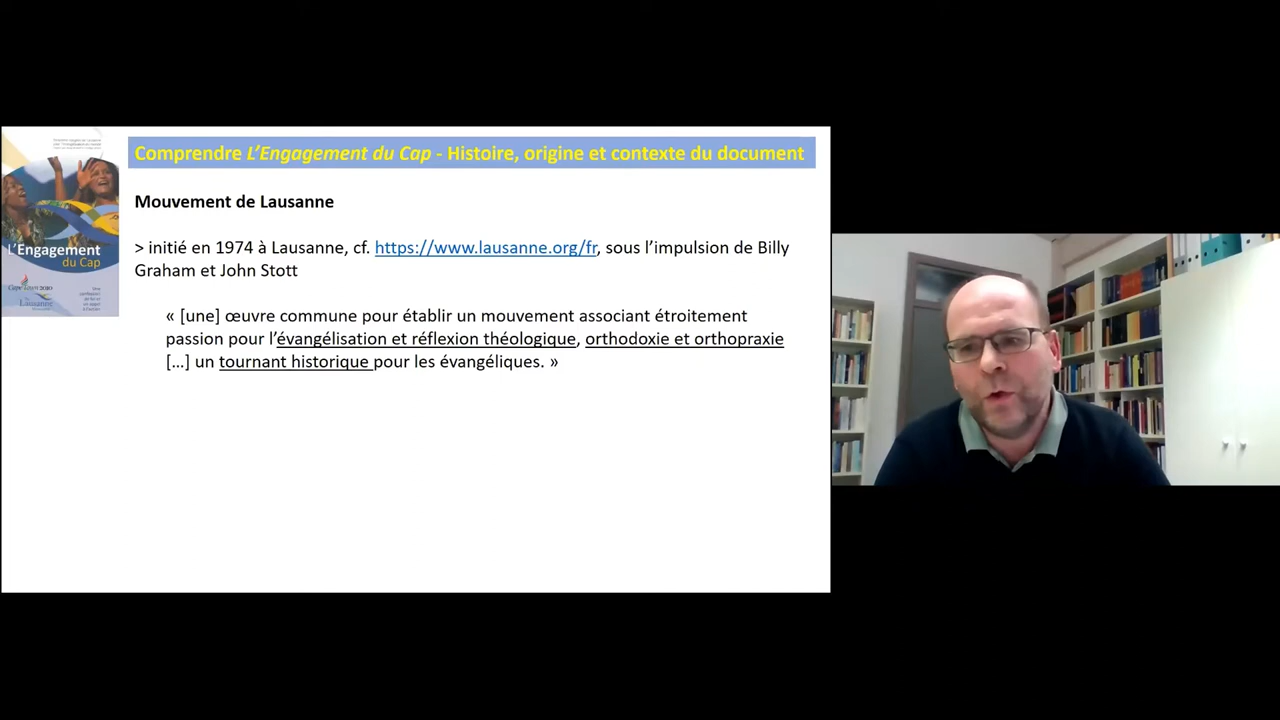 Comprendre L’Engagement du Cap - Histoire, origine et contexte du document
Mouvement de Lausanne
> initié en 1974 à Lausanne, cf. https://www.lausanne.org/fr, sous l’impulsion de Billy
Graham et John Stott
« [une] œuvre commune pour établir un mouvement associant étroitement
passion pour l’évangélisation et réflexion théologique, orthodoxie et orthopraxie
[…] un tournant historique pour les évangéliques. »
L’Engagement
du Cap
Cape Town 2010
Lausanne